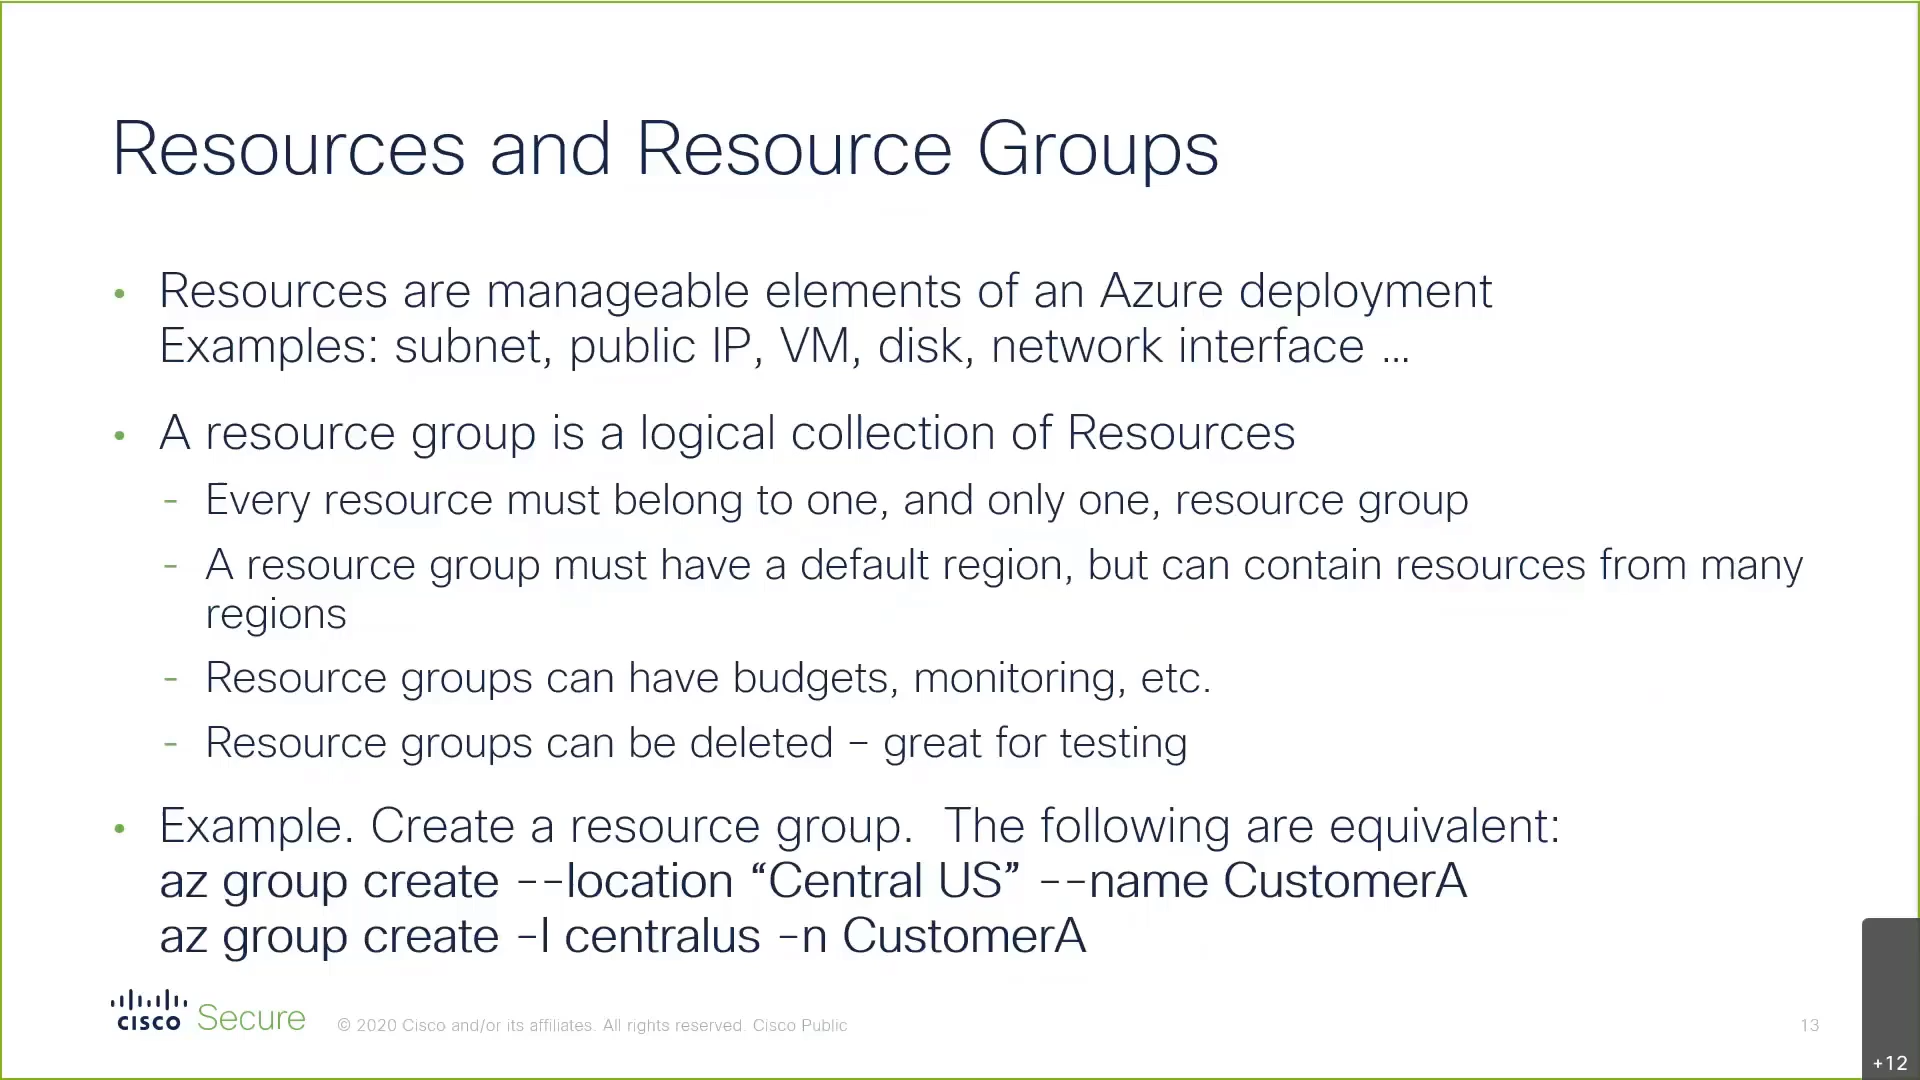 Resources and Resource Groups
• Resources are manageable elements of an Azure deployment
Examples: subnet, public IP, VM, disk, network interface ...
• A resource group is a logical collection of Resources
- Every resource must belong to one, and only one, resource group
- A resource group must have a default region, but can contain resources from many
regions
- Resource groups can have budgets, monitoring, etc.
- Resource groups can be deleted – great for testing
• Example. Create a resource group.  The following are equivalent:
az group create --location “Central US” --name CustomerA
az group create -l centralus -n CustomerA
CISCO Secure © 2020 Cisco and/or its affiliates. All rights reserved. Cisco Public 13
+12